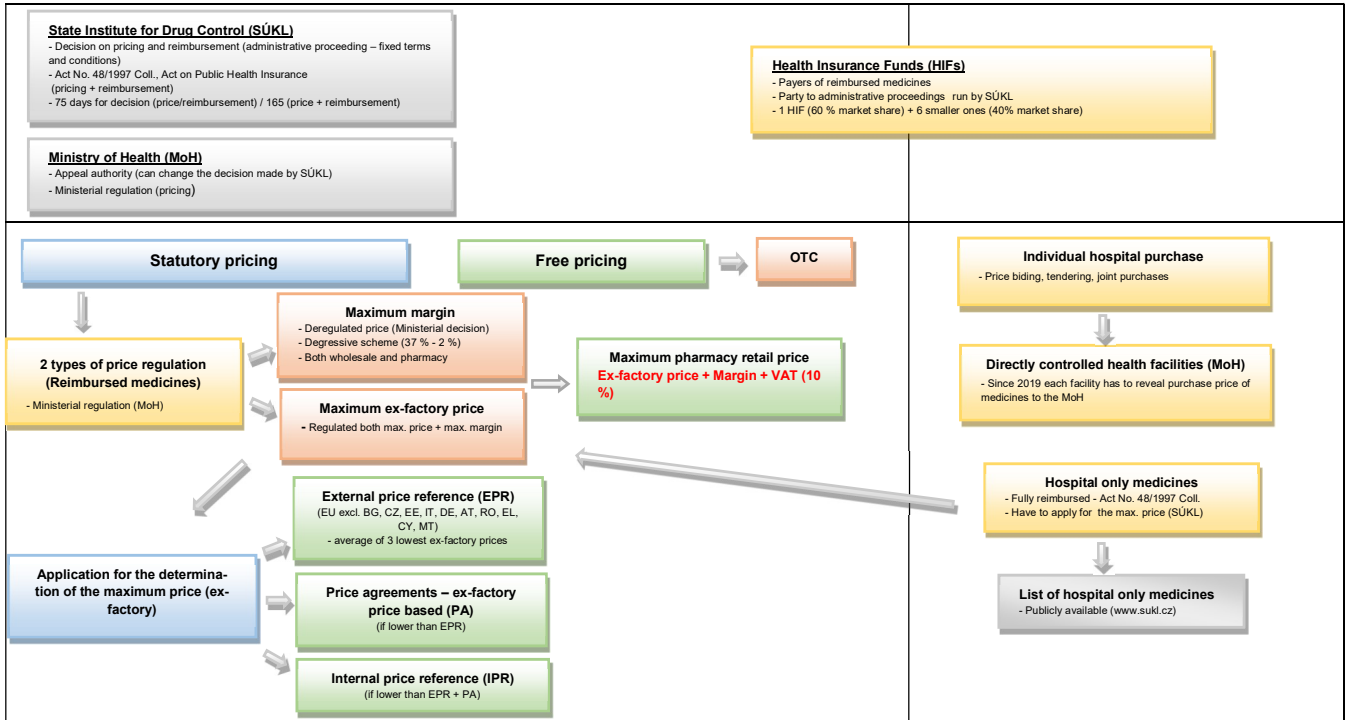 State Institute for Drug Control (SÚKL)
- Decision on pricing and reimbursement (administrative proceeding – fixed terms
and conditions)
- Act No. 48/1997 Coll., Act on Public Health Insurance
(pricing + reimbursement)
- 75 days for decision (price/reimbursement) / 165 (price + reimbursement)
Ministry of Health (MoH)
- Appeal authority (can change the decision made by SÚKL)
- Ministerial regulation (pricing)
Health Insurance Funds (HIFs)
- Payers of reimbursed medicines
- Party to administrative proceedings run by SÚKL
- 1 HIF (60 % market share) + 6 smaller ones (40% market share)
Statutory pricing
Free pricing
OTC
2 types of price regulation
(Reimbursed medicines)
- Ministerial regulation (MoH)
Maximum margin
- Deregulated price (Ministerial decision)
- Degressive scheme (37 % - 2 %)
- Both wholesale and pharmacy
Maximum ex-factory price
- Regulated both max. price + max. margin
Maximum pharmacy retail price
Ex-factory price + Margin + VAT (10
%)
Application for the determina-
tion of the maximum price (ex-
factory)
External price reference (EPR)
(EU excl. BG, CZ, EE, IT, DE, AT, RO, EL,
CY, MT)
- average of 3 lowest ex-factory prices
Price agreements – ex-factory
price based (PA)
(if lower than EPR)
Internal price reference (IPR)
(if lower than EPR + PA)
Individual hospital purchase
- Price biding, tendering, joint purchases
Directly controlled health facilities (MoH)
- Since 2019 each facility has to reveal purchase price of
medicines to the MoH
Hospital only medicines
- Fully reimbursed - Act No. 48/1997 Coll.
- Have to apply for the max. price (SÚKL)
List of hospital only medicines
- Publicly available (www.sukl.cz)